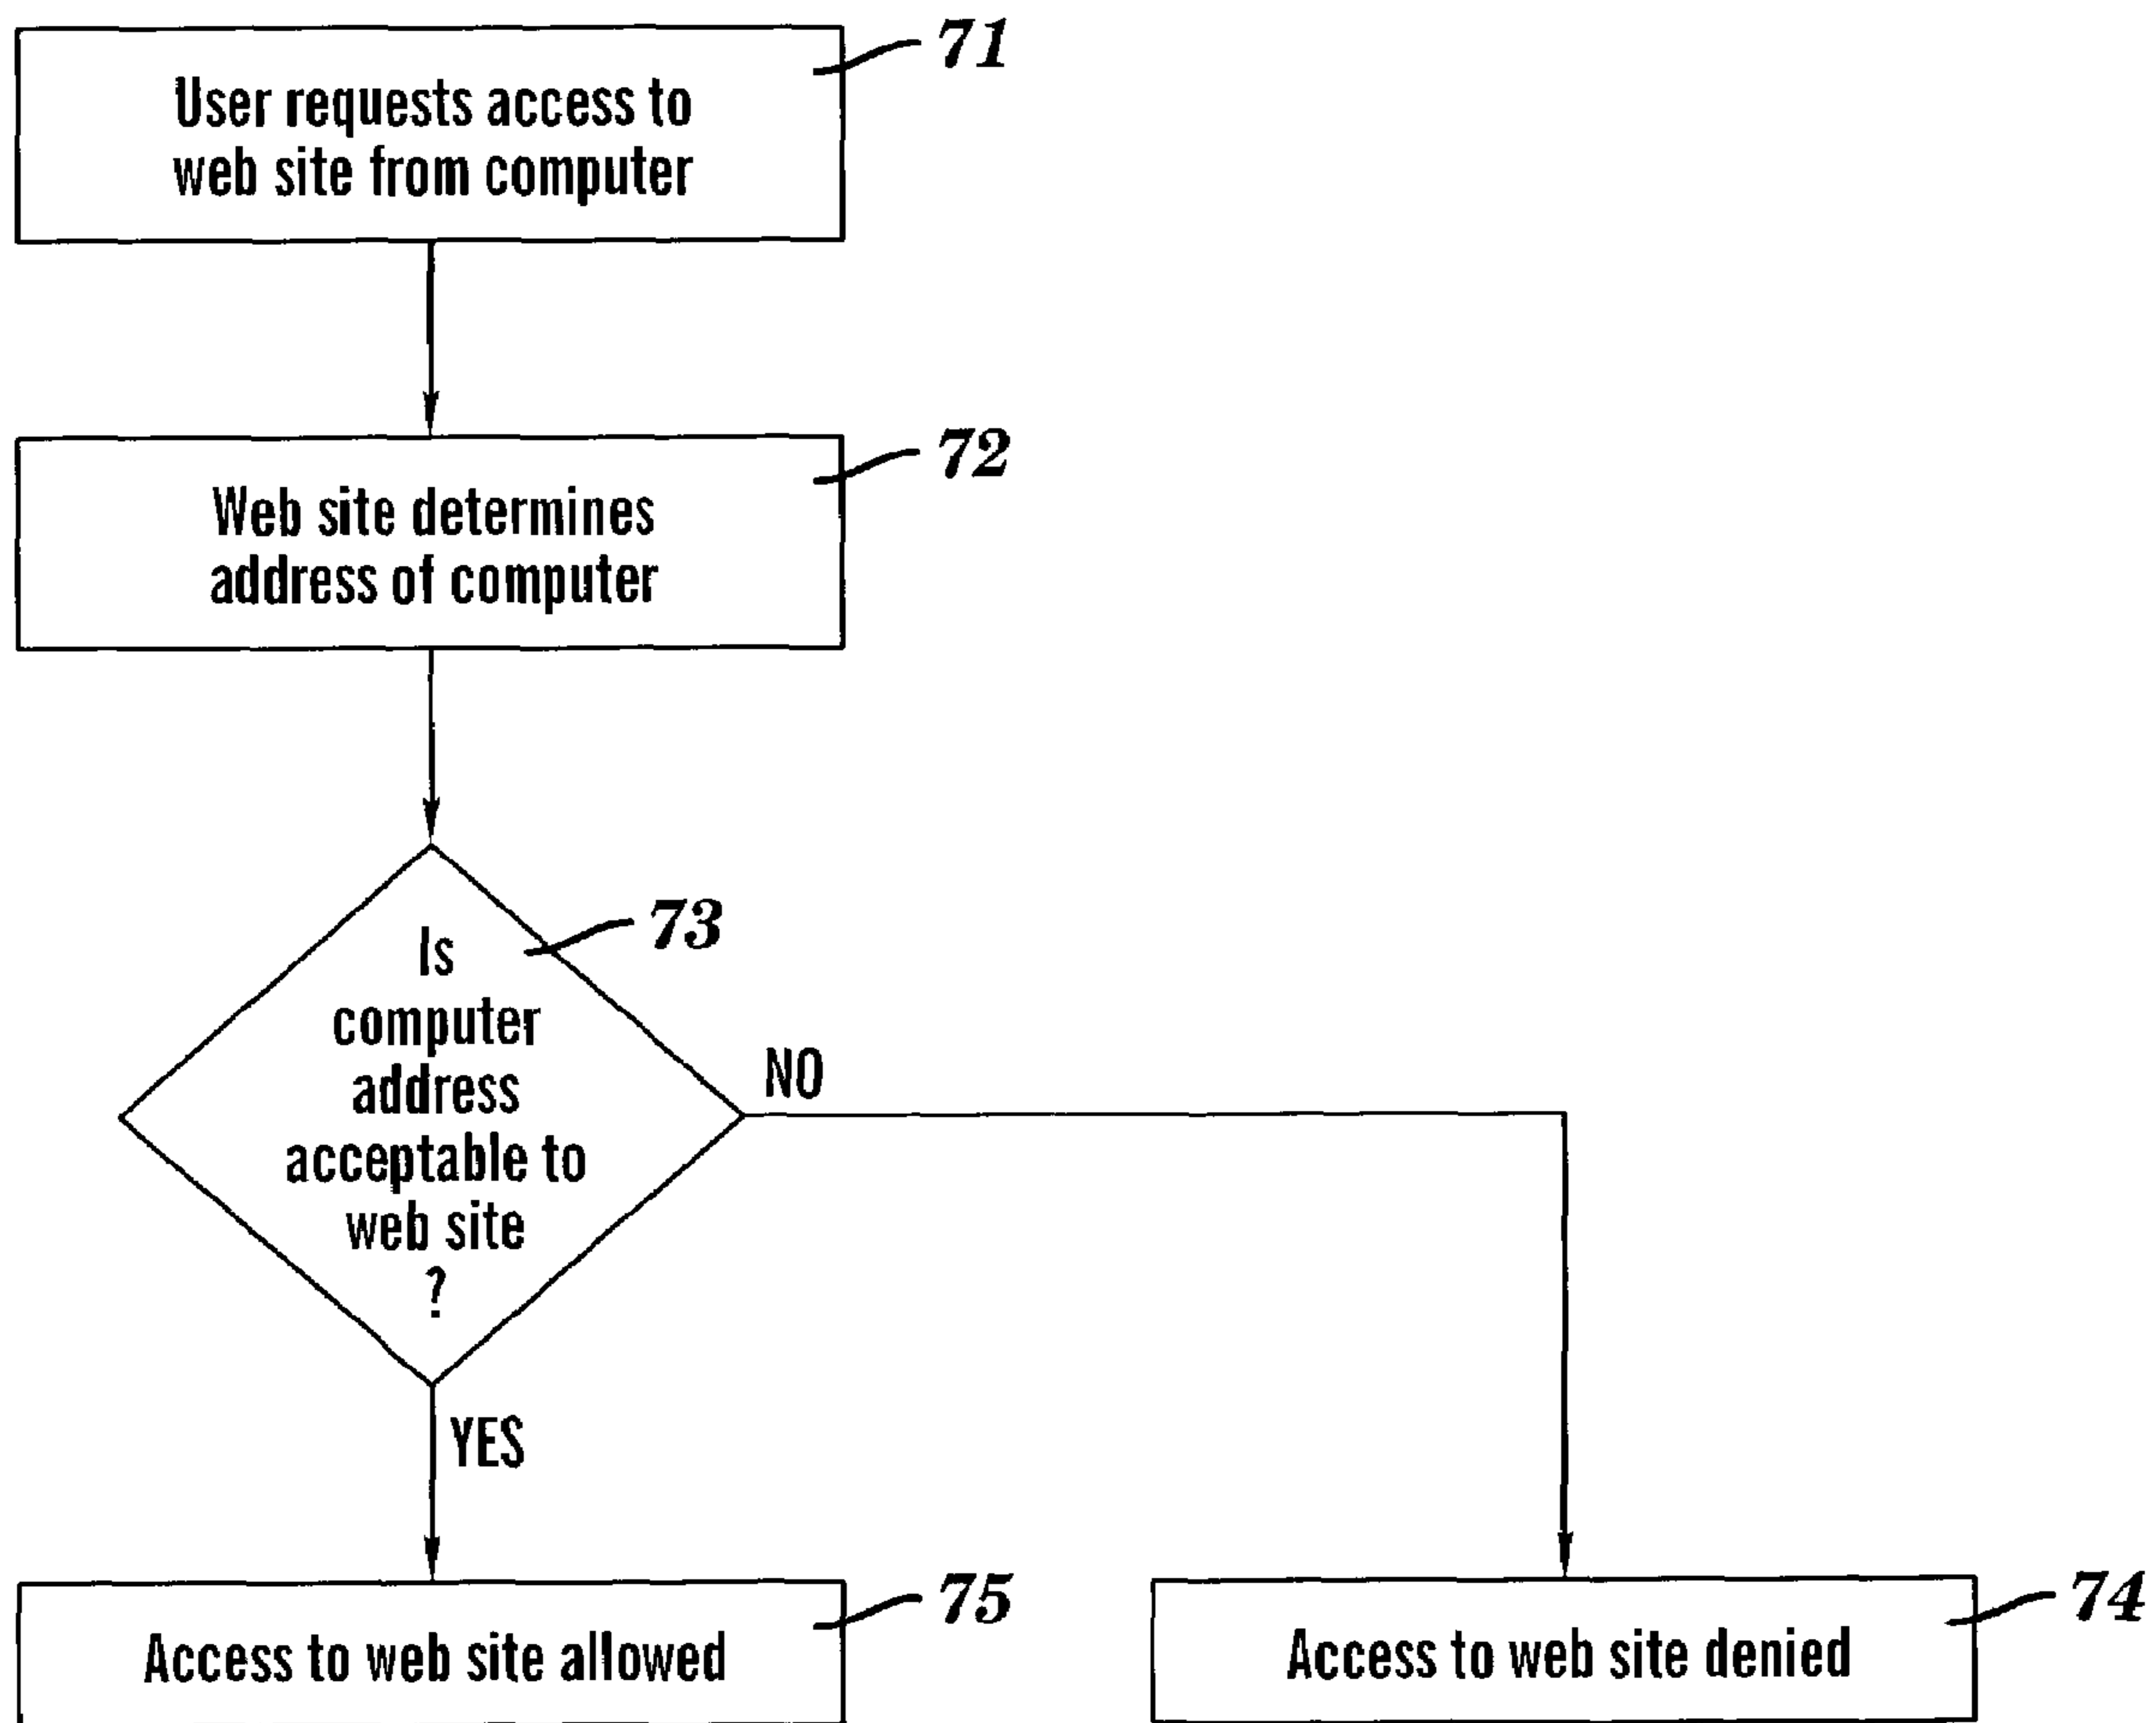 71
User requests access to
web site from computer
72
Web site determines
address of computer
73
Is
computer
address
acceptable to
web site
?
NO
YES
75
Access to web site allowed
74
Access to web site denied